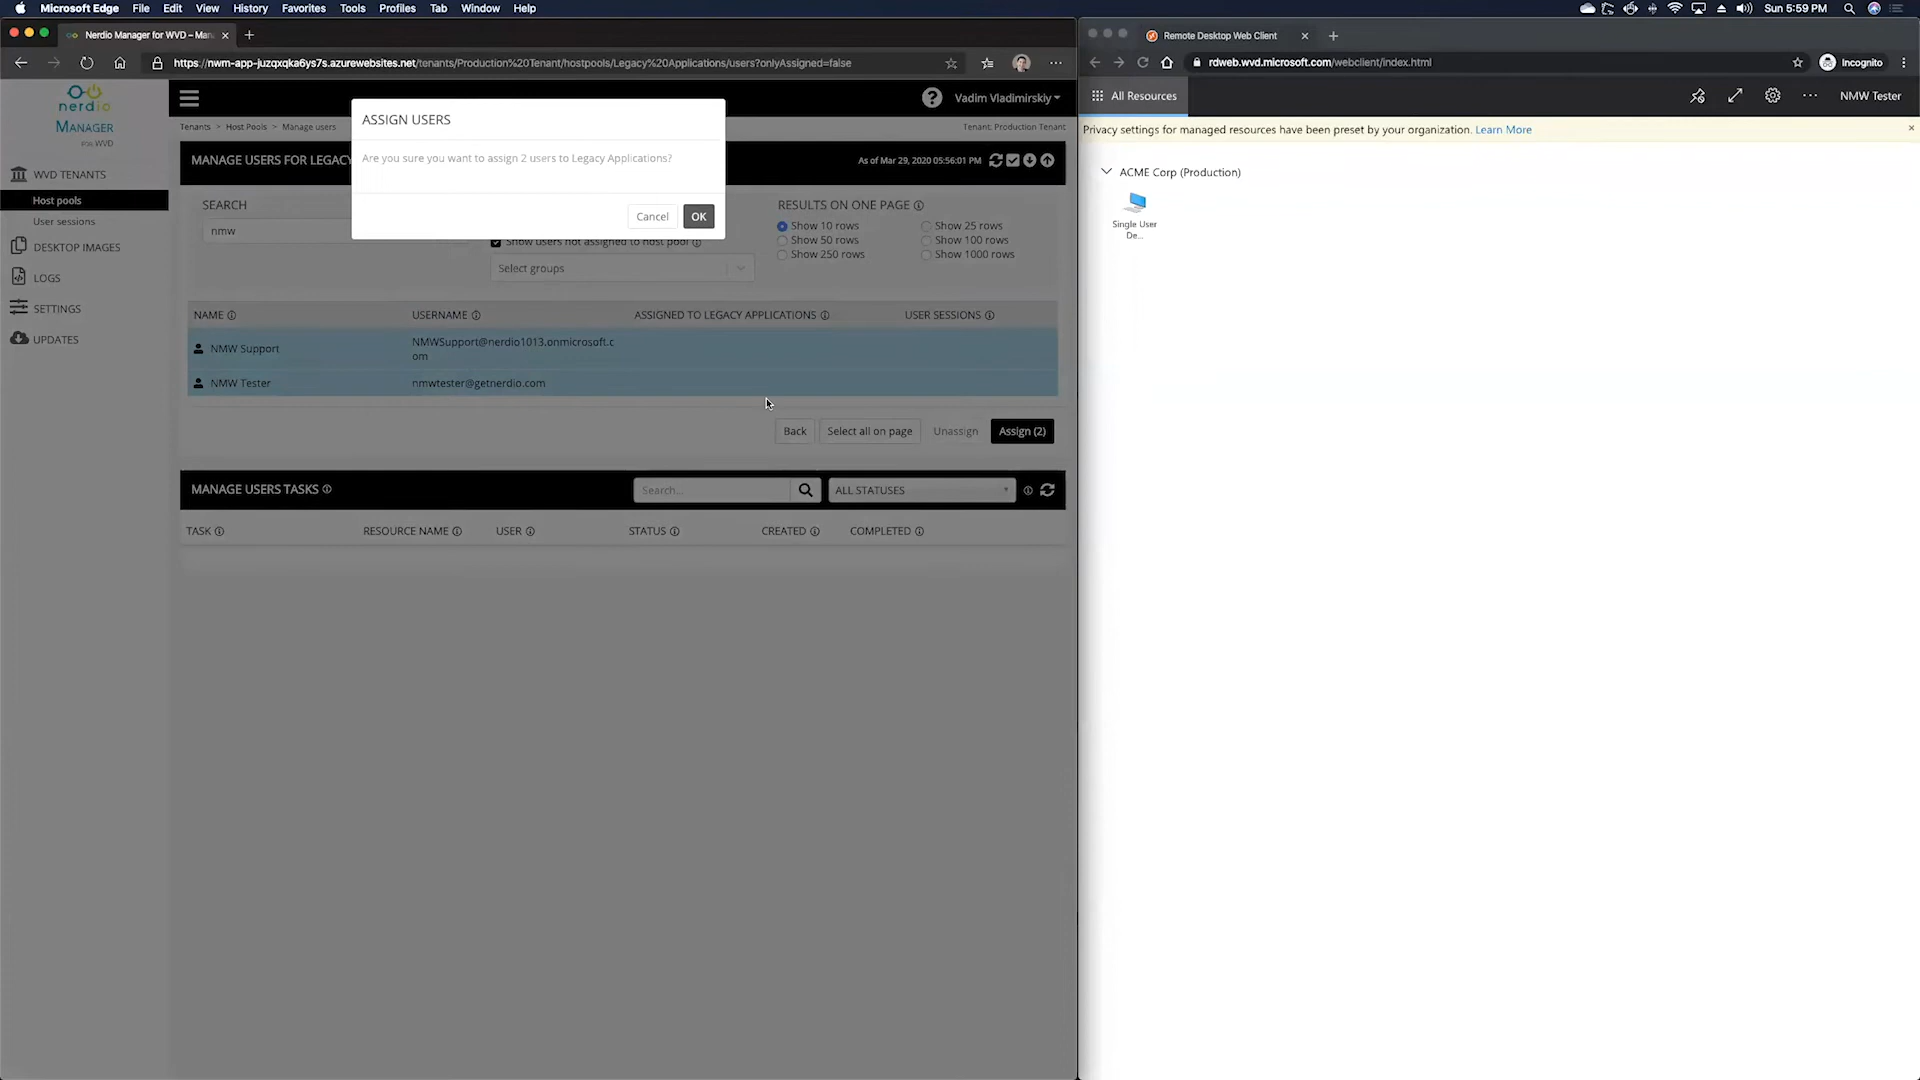 Microsoft Edge File Edit View History Favorites Tools Profiles Tab Window Help
Sun 5:59 PM
Nerdio Manager for WVD – Man
https://nwm-app-juzqxqka6ys7s.azurewebsites.net/tenants/Production%20Tenant/hostpools/Legacy%20Applications/users?onlyAssigned=false
nerdio
MANAGER
FOR WVD
WVD TENANTS
Host pools
User sessions
DESKTOP IMAGES
LOGS
SETTINGS
UPDATES
Vadim Vladimirskiy
Tenants > Host Pools > Manage users
Tenant: Production Tenant
MANAGE USERS FOR LEGACY
As of Mar 29, 2020 05:56:01 PM
ASSIGN USERS
Are you sure you want to assign 2 users to Legacy Applications?
Cancel
OK
SEARCH
nmw
Show users not assigned to host pool
Select groups
RESULTS ON ONE PAGE
Show 10 rows
Show 25 rows
Show 50 rows
Show 100 rows
Show 250 rows
Show 1000 rows
NAME USERNAME ASSIGNED TO LEGACY APPLICATIONS USER SESSIONS
NMW Support
NMWSupport@nerdio1013.onmicrosoft.c
om
NMW Tester nmwtester@getnerdio.com
Back
Select all on page
Unassign
Assign (2)
MANAGE USERS TASKS
Search...
ALL STATUSES
TASK RESOURCE NAME USER STATUS CREATED COMPLETED
Remote Desktop Web Client
rdweb.wvd.microsoft.com/webclient/index.html
Incognito
All Resources
NMW Tester
Privacy settings for managed resources have been preset by your organization. Learn More
ACME Corp (Production)
Single User
De...